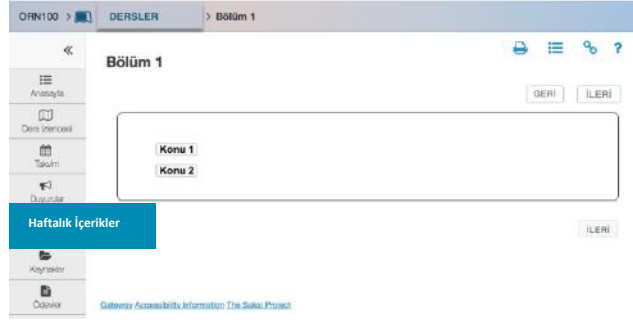 ORN100 > DERSLER > Bölüm 1
«
Bölüm 1
?
GERİ İLERİ
Anasayfa
Ders İzlencesi
Konu 1
Takvim
Konu 2
Duyurular
Haftalık İçerikler
İLERİ
Kaynaklar
Ödevler
Gateway Accessibility Information The Sakai Project